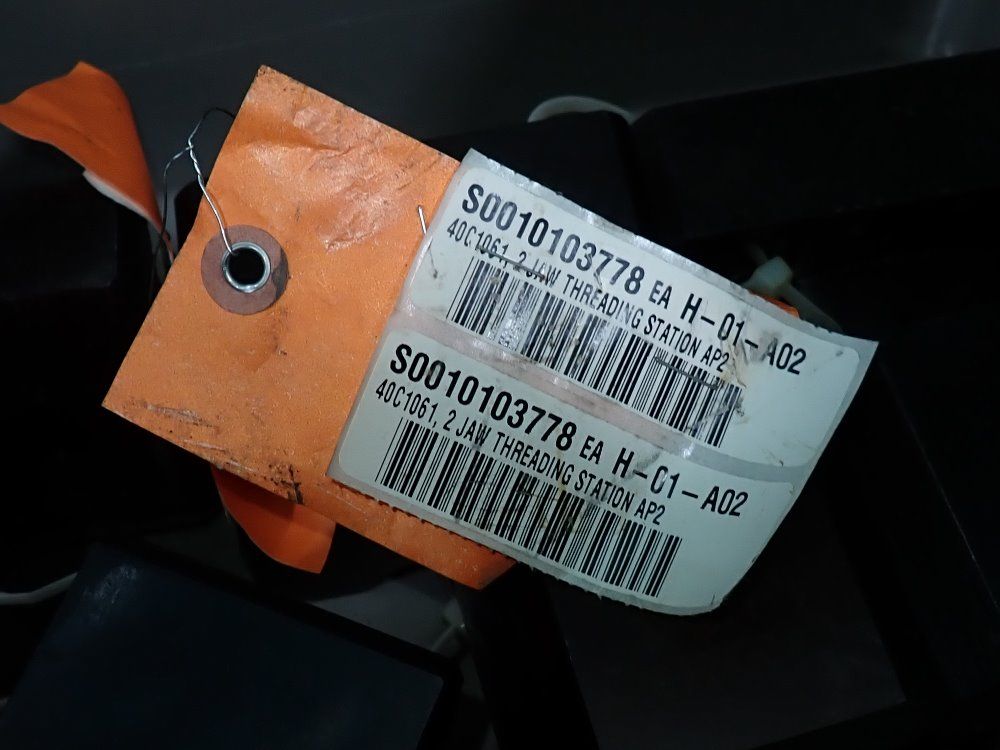 S0010103778 EA H-01-A02
40C1061, 2 JAW THREADING STATION AP2
S0010103778 EA H-01-A02
40C1061, 2 JAW THREADING STATION AP2